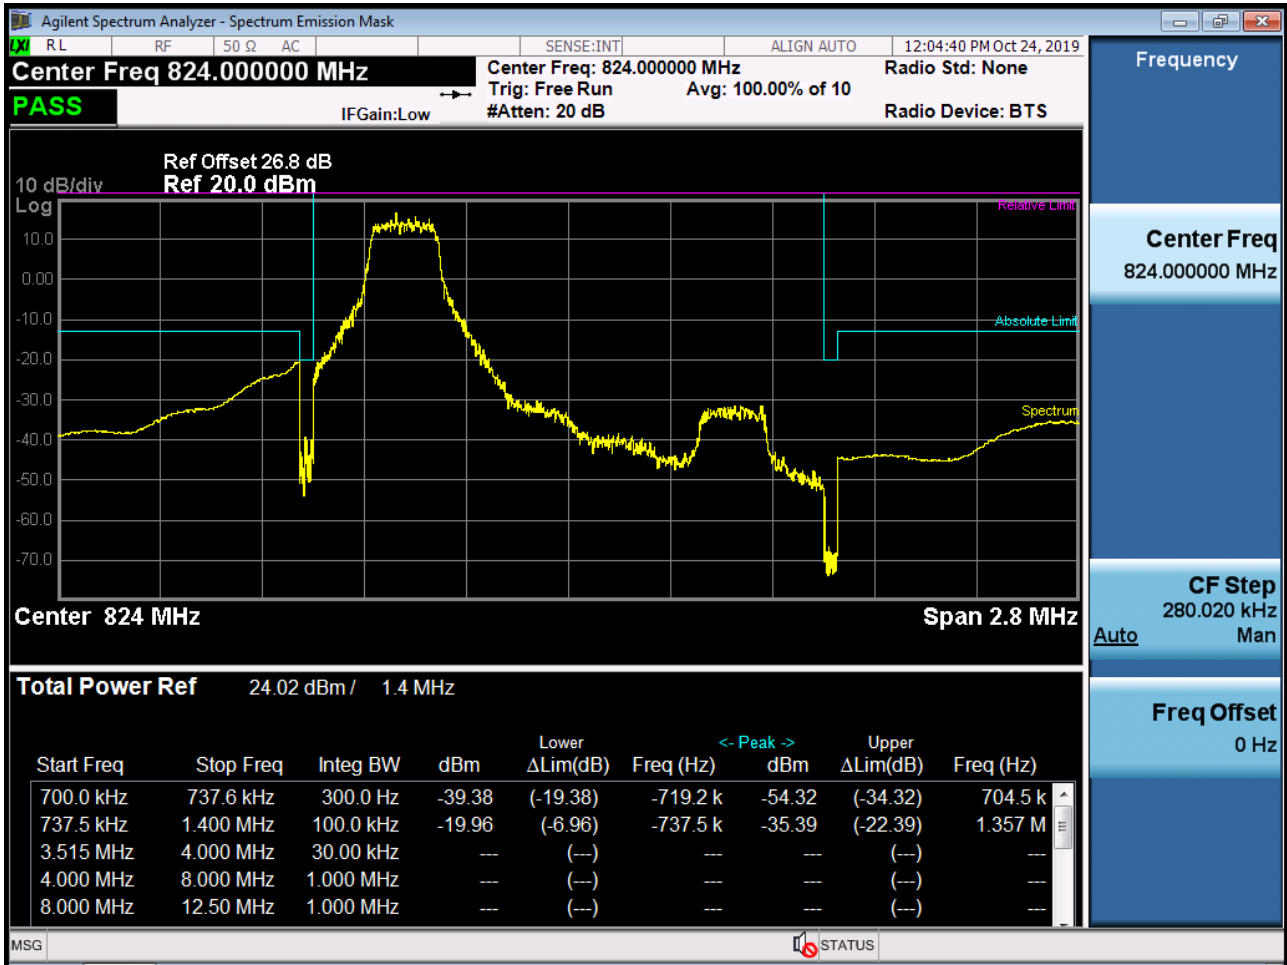 Agilent Spectrum Analyzer - Spectrum Emission Mask
LXI RL RF 50 Ω AC SENSE:INT ALIGN AUTO 12:04:40 PM Oct 24, 2019
Center Freq 824.000000 MHz
Center Freq: 824.000000 MHz Radio Std: None
Trig: Free Run Avg: 100.00% of 10
PASS
IFGain:Low #Atten: 20 dB Radio Device: BTS
Ref Offset 26.8 dB
10 dB/div Ref 20.0 dBm
Log
Relative Limit
10.0
0.00
-10.0
Absolute Limit
-20.0
-30.0
Spectrum
-40.0
-50.0
-60.0
-70.0
Center 824 MHz Span 2.8 MHz
Total Power Ref 24.02 dBm / 1.4 MHz
Lower <- Peak -> Upper
Start Freq Stop Freq Integ BW dBm ΔLim(dB) Freq (Hz) dBm ΔLim(dB) Freq (Hz)
700.0 kHz 737.6 kHz 300.0 Hz -39.38 (-19.38) -719.2 k -54.32 (-34.32) 704.5 k
737.5 kHz 1.400 MHz 100.0 kHz -19.96 (-6.96) -737.5 k -35.39 (-22.39) 1.357 M
3.515 MHz 4.000 MHz 30.00 kHz --- (---) --- --- (---) ---
4.000 MHz 8.000 MHz 1.000 MHz --- (---) --- --- (---) ---
8.000 MHz 12.50 MHz 1.000 MHz --- (---) --- --- (---) ---
MSG STATUS
Frequency
Center Freq
824.000000 MHz
CF Step
280.020 kHz
Auto Man
Freq Offset
0 Hz